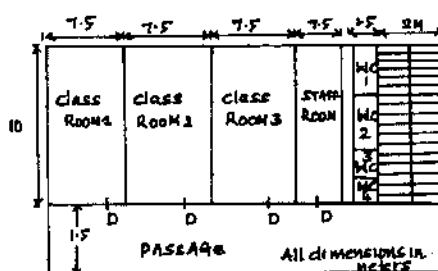 7.5 7.5 7.5 7.5 2.5 2M
10
Class ROOM1
Class ROOM2
Class ROOM3
STAFF ROOM
WC 1
WC 2
WC 3
WC 4
D D D D
1.5
PASSAGE
All dimensions in meters